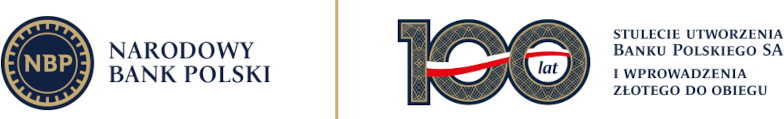 NBP
NARODOWY
BANK POLSKI
100
lat
STULECIE UTWORZENIA
BANKU POLSKIEGO SA
I WPROWADZENIA
ZŁOTEGO DO OBIEGU